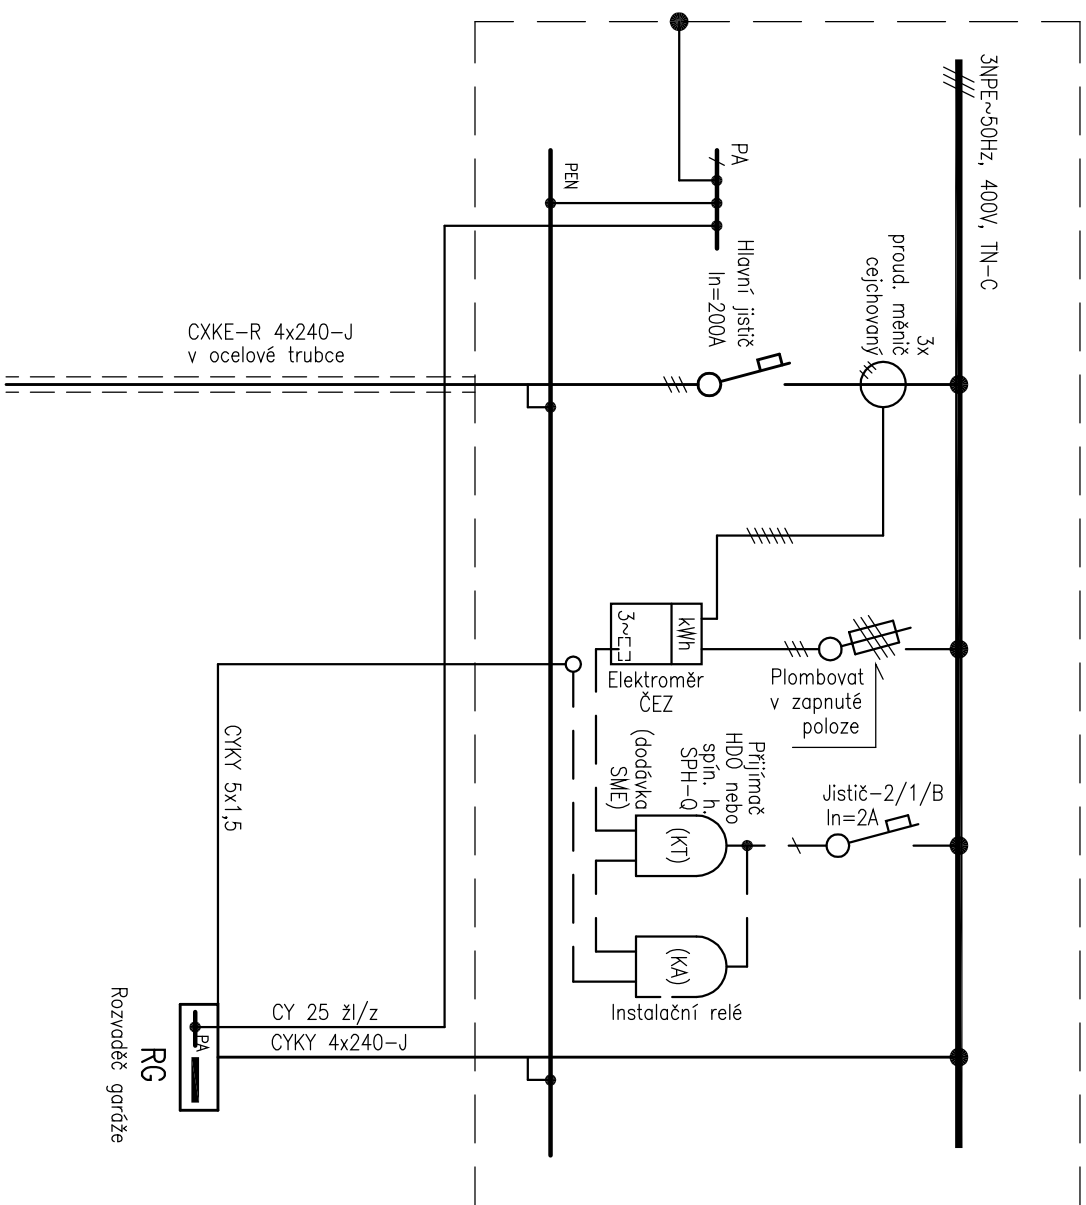 3NPE~50Hz, 400V, TN-C
PA
PEN
Hlavní jistič
In=200A
3x
proud. měnič
cejchovaný
CXKE-R 4x240-J
v ocelové trubce
kWh
3~
Elektroměr
ČEZ
Plombovat
v zapnuté
poloze
Přijímač
HDO nebo
spín. h.
SPH-Q
(dodávka
SME)
Jistič-2/1/B
In=2A
(KT)
(KA)
Instalační relé
CYKY 5x1,5
CY 25 žl/z
CYKY 4x240-J
PA
RG
Rozvaděč garáže